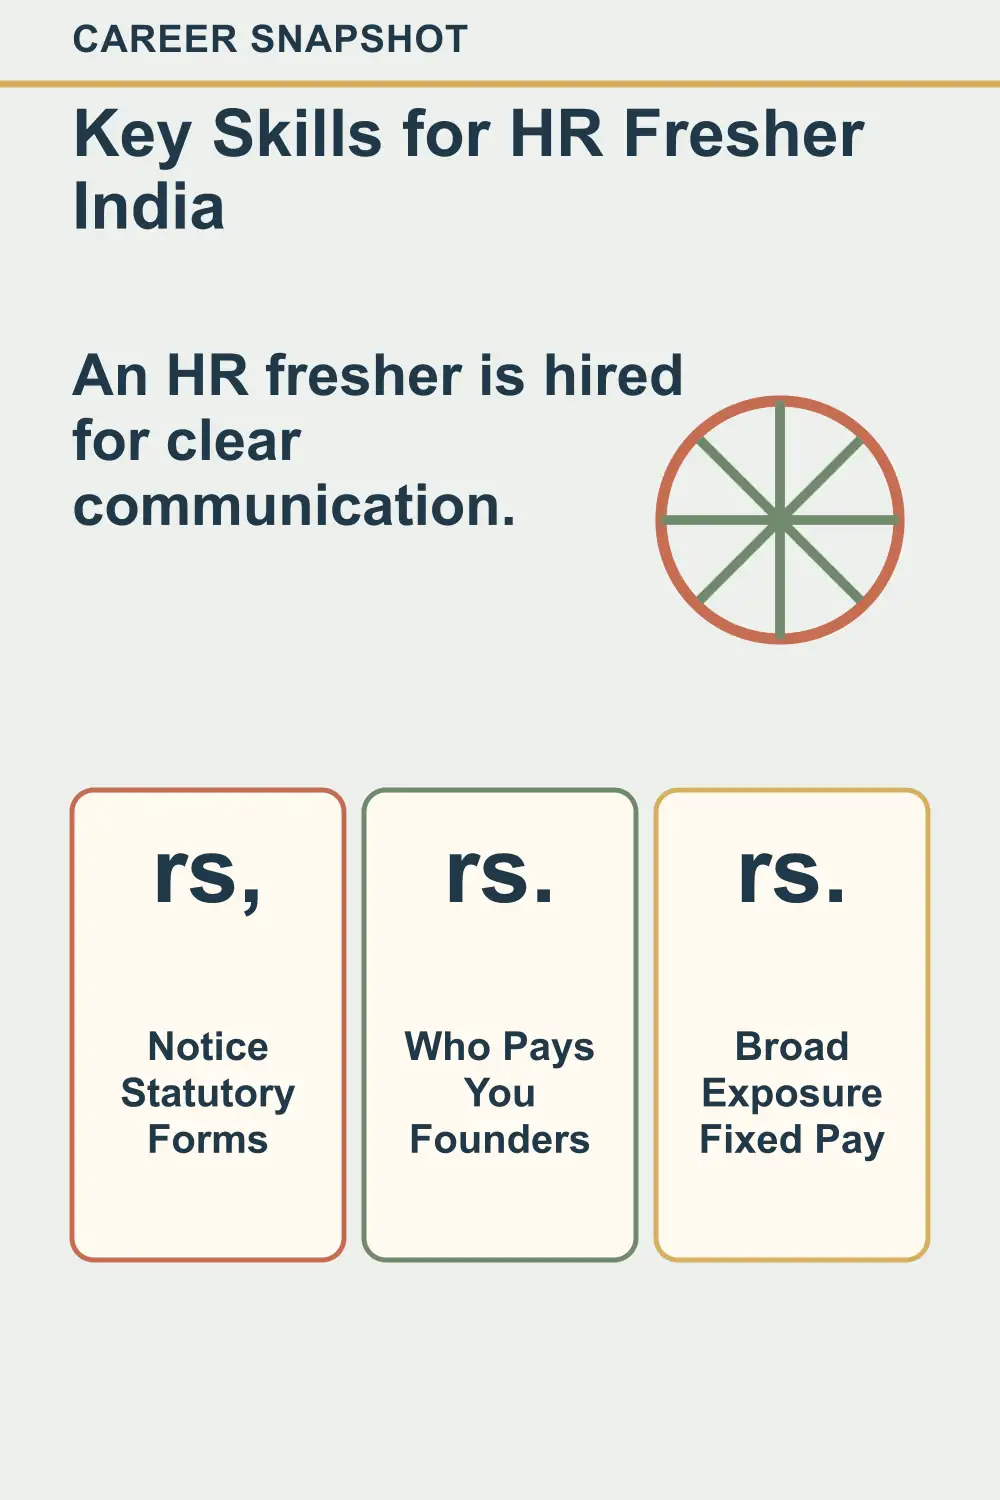 CAREER SNAPSHOT
Key Skills for HR Fresher
India
An HR fresher is hired
for clear
communication.
rs,
Notice
Statutory
Forms
rs.
Who Pays
You
Founders
rs.
Broad
Exposure
Fixed Pay